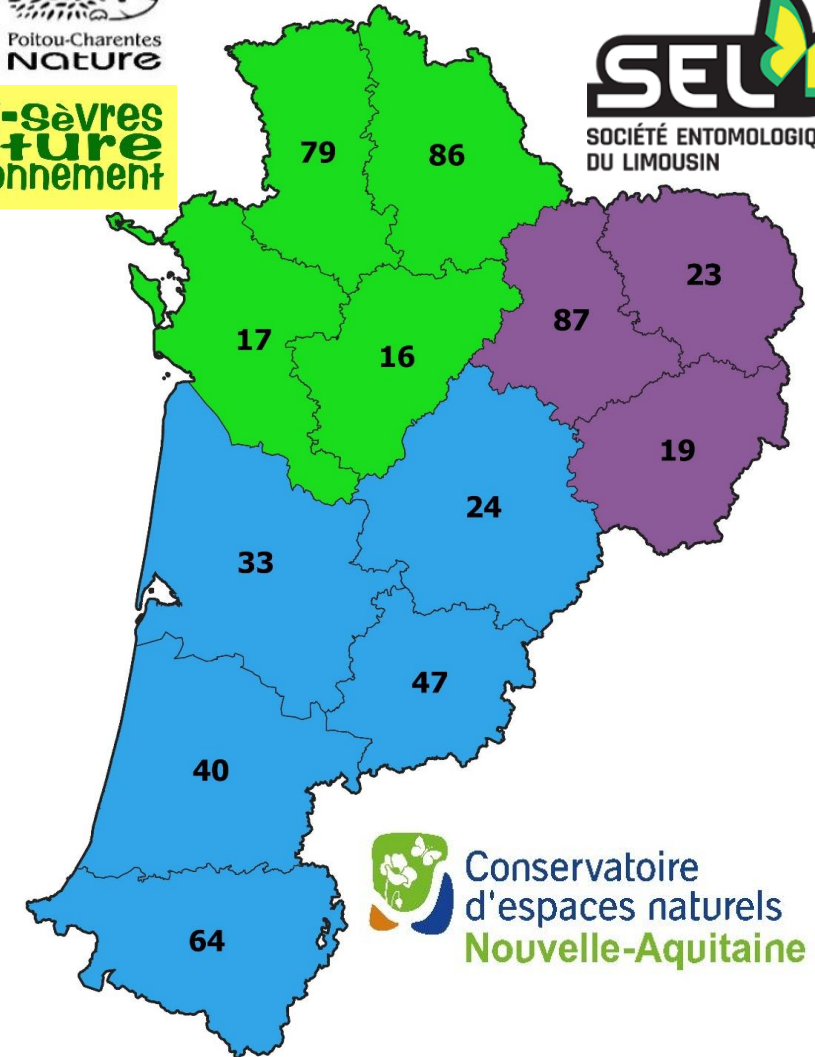 Poitou-Charentes
Nature
SEL
SOCIÉTÉ ENTOMOLOGIQ
DU LIMOUSIN
-Sèvres
ture
onnement
79
86
23
87
17
16
19
24
33
47
40
64
Conservatoire
d'espaces naturels
Nouvelle-Aquitaine